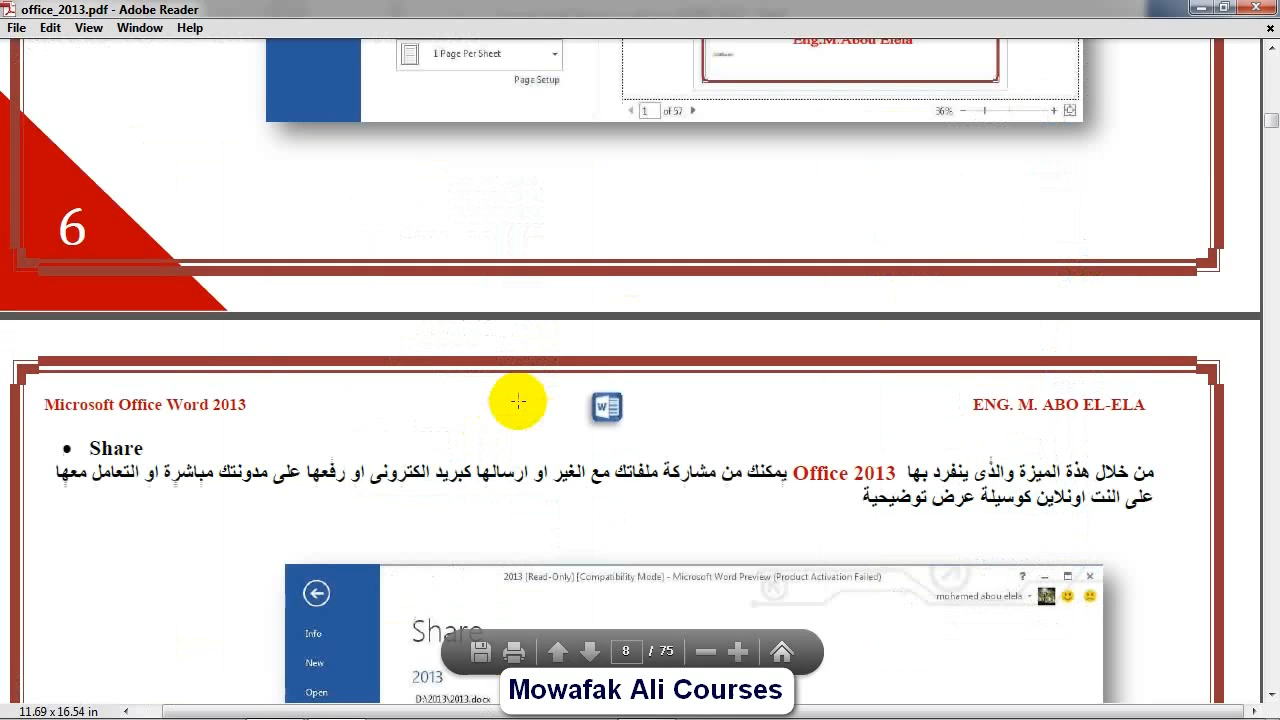 office_2013.pdf - Adobe Reader
File Edit View Window Help
Eng.M.Abou Elela
1 Page Per Sheet
Page Setup
1 of 57
36%
6
Microsoft Office Word 2013
ENG. M. ABO EL-ELA
• Share
من خلال هذة الميزة والذى ينفرد بها Office 2013 يمكنك من مشاركة ملفاتك مع الغير او ارسالها كبريد الكترونى او رفعها على مدونتك مباشرة او التعامل معها
على النت اونلاين كوسيلة عرض توضيحية
2013 [Read-Only] [Compatibility Mode] - Microsoft Word Preview (Product Activation Failed)
mohamed abou elela
Info
New
Open
Share
2013
D:\2013\2013.docx
8 / 75
Mowafak Ali Courses
11.69 x 16.54 in